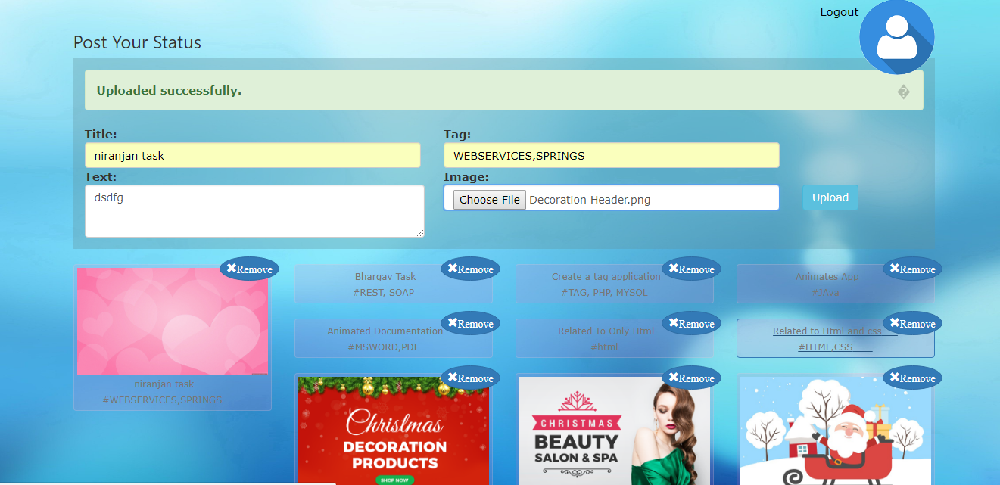 Logout
Post Your Status
Uploaded successfully.
Title:
Tag:
niranjan task
WEBSERVICES,SPRINGS
Text:
Image:
dsdfg
Choose File Decoration Header.png
Upload
✖Remove
niranjan task
#WEBSERVICES,SPRINGS
✖Remove
Bhargav Task
#REST, SOAP
✖Remove
Create a tag application
#TAG, PHP, MYSQL
✖Remove
Animates App
#JAva
✖Remove
Animated Documentation
#MSWORD,PDF
✖Remove
Related To Only Html
#html
✖Remove
Related to Html and css
#HTML,CSS
✖Remove
Christmas
DECORATION
PRODUCTS
SHOP NOW
✖Remove
CHRISTMAS
BEAUTY
SALON & SPA
✖Remove